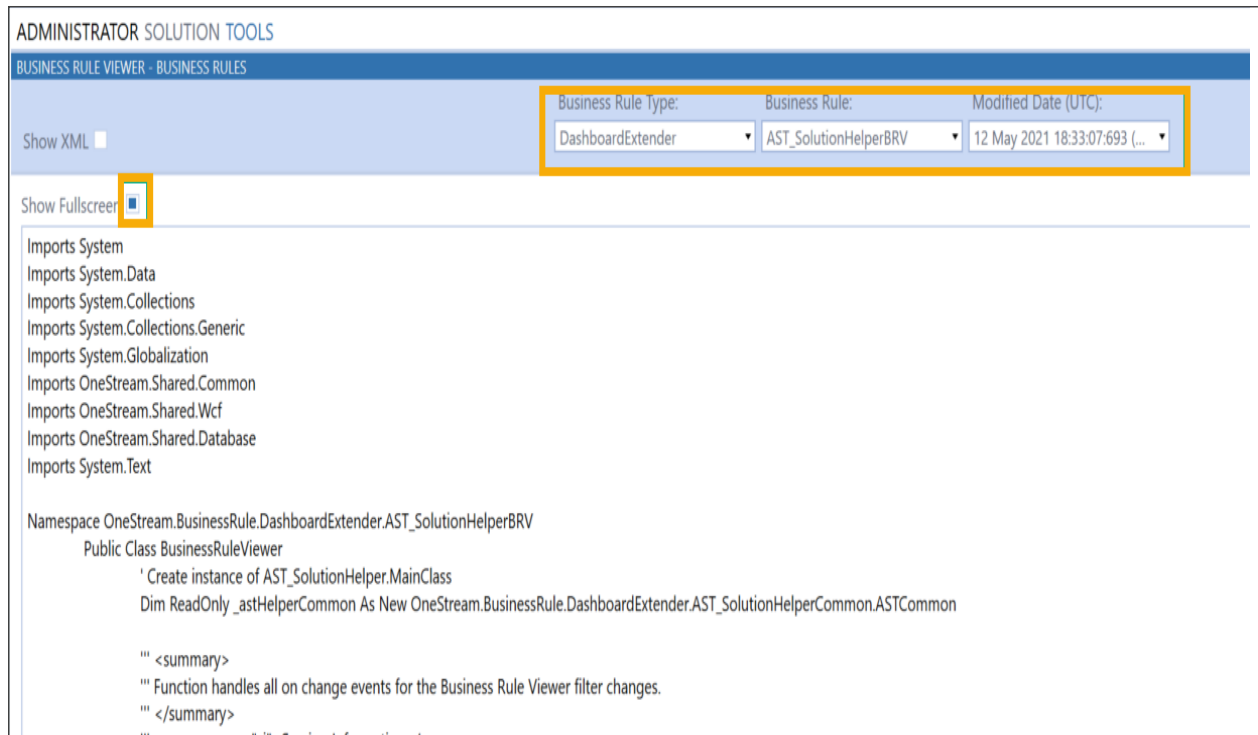 ADMINISTRATOR SOLUTION TOOLS
BUSINESS RULE VIEWER - BUSINESS RULES
Business Rule Type: Business Rule: Modified Date (UTC):
Show XML DashboardExtender AST_SolutionHelperBRV 12 May 2021 18:33:07:693 (...
Show Fullscreen
Imports System
Imports System.Data
Imports System.Collections
Imports System.Collections.Generic
Imports System.Globalization
Imports OneStream.Shared.Common
Imports OneStream.Shared.Wcf
Imports OneStream.Shared.Database
Imports System.Text
Namespace OneStream.BusinessRule.DashboardExtender.AST_SolutionHelperBRV
Public Class BusinessRuleViewer
' Create instance of AST_SolutionHelper.MainClass
Dim ReadOnly _astHelperCommon As New OneStream.BusinessRule.DashboardExtender.AST_SolutionHelperCommon.ASTCommon
''' <summary>
''' Function handles all on change events for the Business Rule Viewer filter changes.
''' </summary>